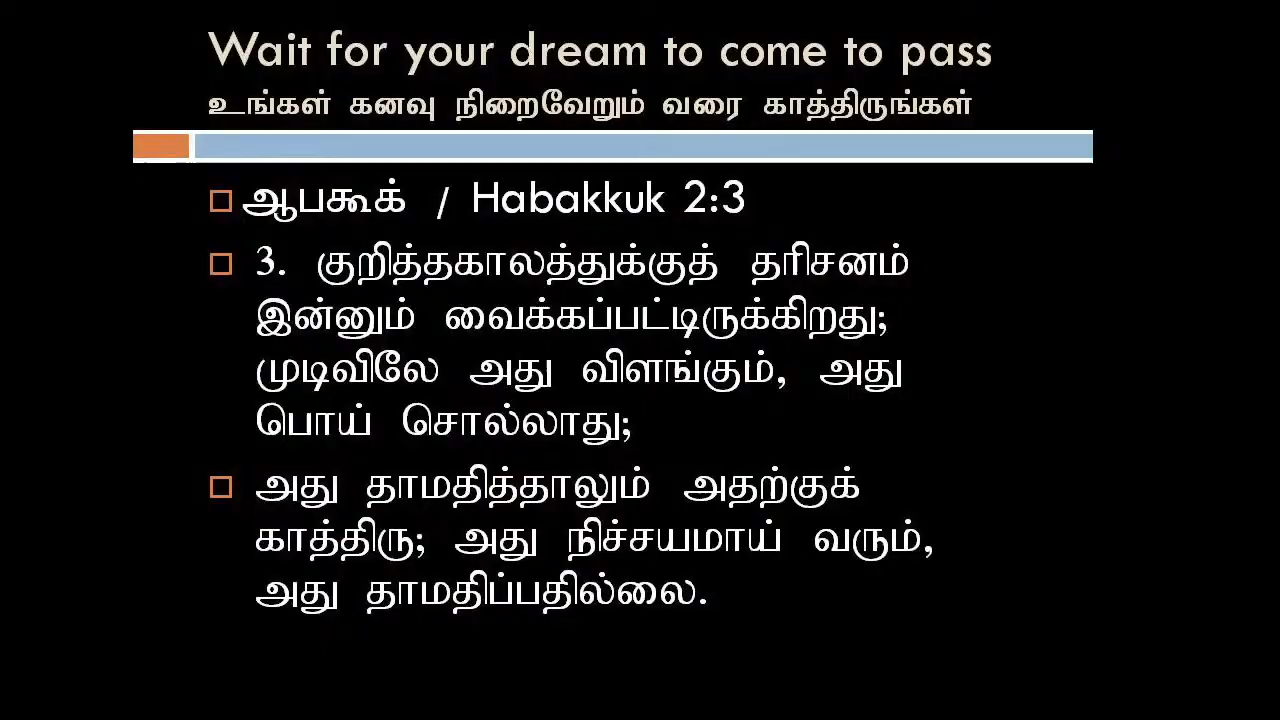 Wait for your dream to come to pass
உங்கள் கனவு நிறைவேறும் வரை காத்திருங்கள்
ஆபகூக் / Habakkuk 2:3
3. குறித்தகாலத்துக்குத் தரிசனம்
இன்னும் வைக்கப்பட்டிருக்கிறது;
முடிவிலே அது விளங்கும், அது
பொய் சொல்லாது;
அது தாமதித்தாலும் அதற்குக்
காத்திரு; அது நிச்சயமாய் வரும்,
அது தாமதிப்பதில்லை.